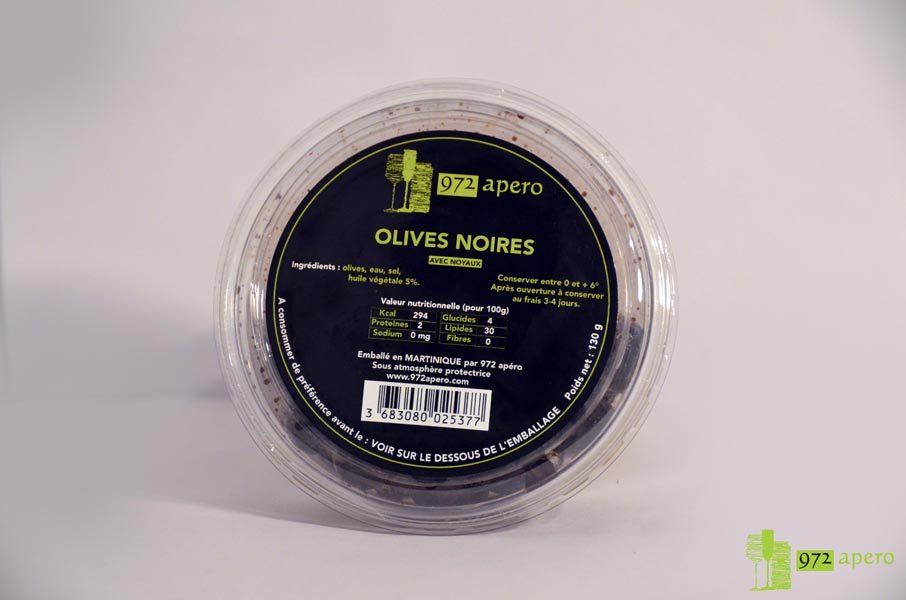 972 apero
OLIVES NOIRES
AVEC NOYAUX
Ingrédients : olives, eau, sel,
huile végétale 5%.
Conserver entre 0 et + 6°
Après ouverture à conserver
au frais 3-4 jours.
Valeur nutritionnelle (pour 100g)
Kcal 294 Glucides 4
Proteines 2 Lipides 30
Sodium 0 mg Fibres 0
Emballé en MARTINIQUE par 972 apéro
Sous atmosphère protectrice
www.972apero.com
3 683080 025377
A consommer de préférence avant le : VOIR SUR LE DESSOUS DE L'EMBALLAGE Poids net : 130 g
972 apero